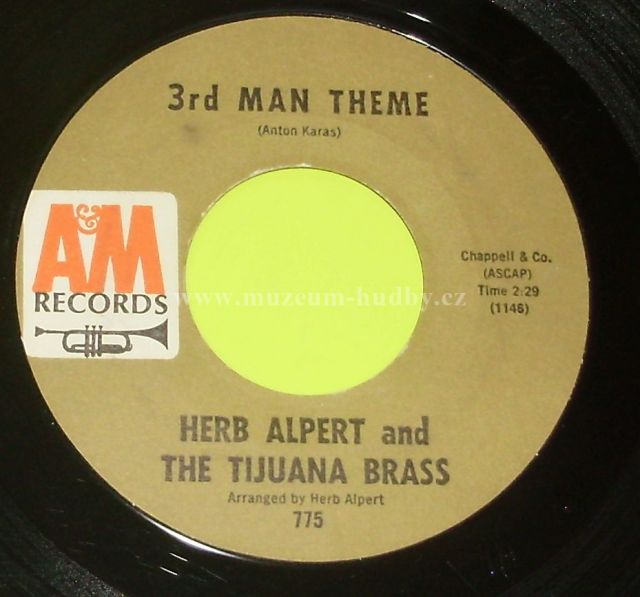 3rd MAN THEME
(Anton Karas)
A&M
RECORDS
Chappell & Co.
(ASCAP)
Time 2:29
(1146)
www.muzeum-hudby.cz
HERB ALPERT and
THE TIJUANA BRASS
Arranged by Herb Alpert
775